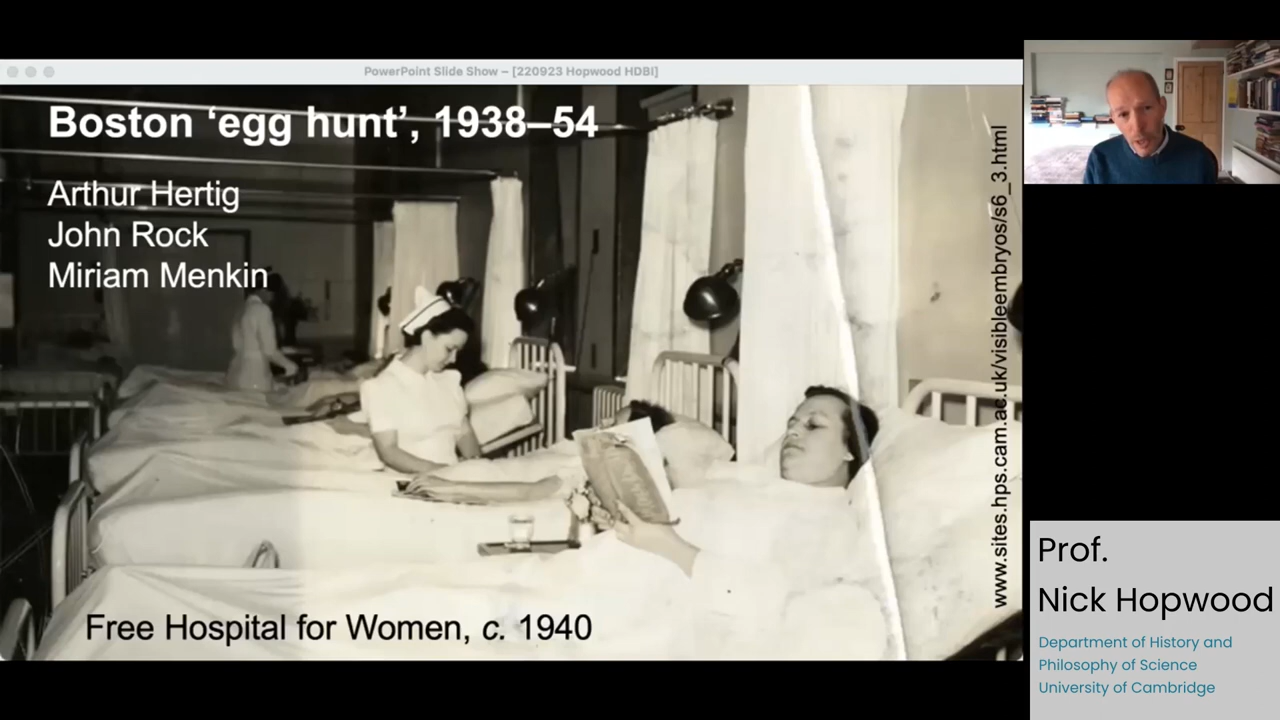 PowerPoint Slide Show – [220923 Hopwood HDBI]
Boston ‘egg hunt’, 1938–54
Arthur Hertig
John Rock
Miriam Menkin
Free Hospital for Women, c. 1940
www.sites.hps.cam.ac.uk/visibleembryos/s6_3.html
Prof.
Nick Hopwood
Department of History and
Philosophy of Science
University of Cambridge